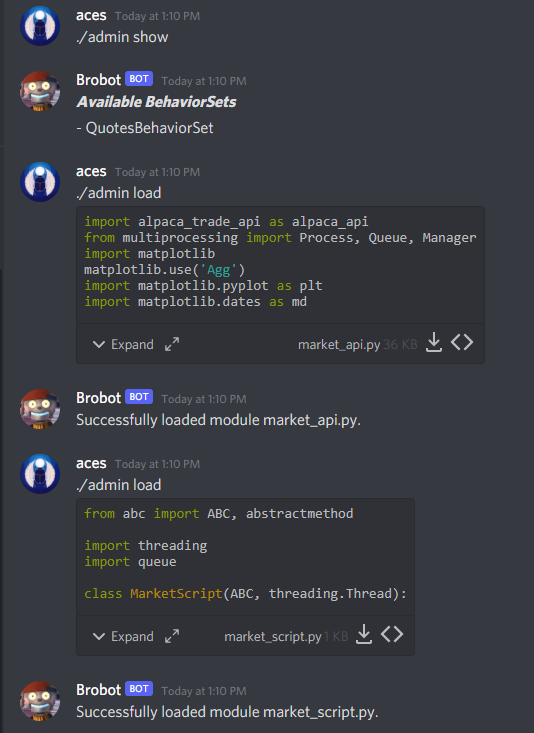 aces Today at 1:10 PM
./admin show
Brobot BOT Today at 1:10 PM
Available BehaviorSets
- QuotesBehaviorSet
aces Today at 1:10 PM
./admin load
import alpaca_trade_api as alpaca_api
from multiprocessing import Process, Queue, Manager
import matplotlib
matplotlib.use('Agg')
import matplotlib.pyplot as plt
import matplotlib.dates as md
Expand market_api.py 36 KB
Brobot BOT Today at 1:10 PM
Successfully loaded module market_api.py.
aces Today at 1:10 PM
./admin load
from abc import ABC, abstractmethod
import threading
import queue
class MarketScript(ABC, threading.Thread):
Expand market_script.py 1 KB
Brobot BOT Today at 1:10 PM
Successfully loaded module market_script.py.